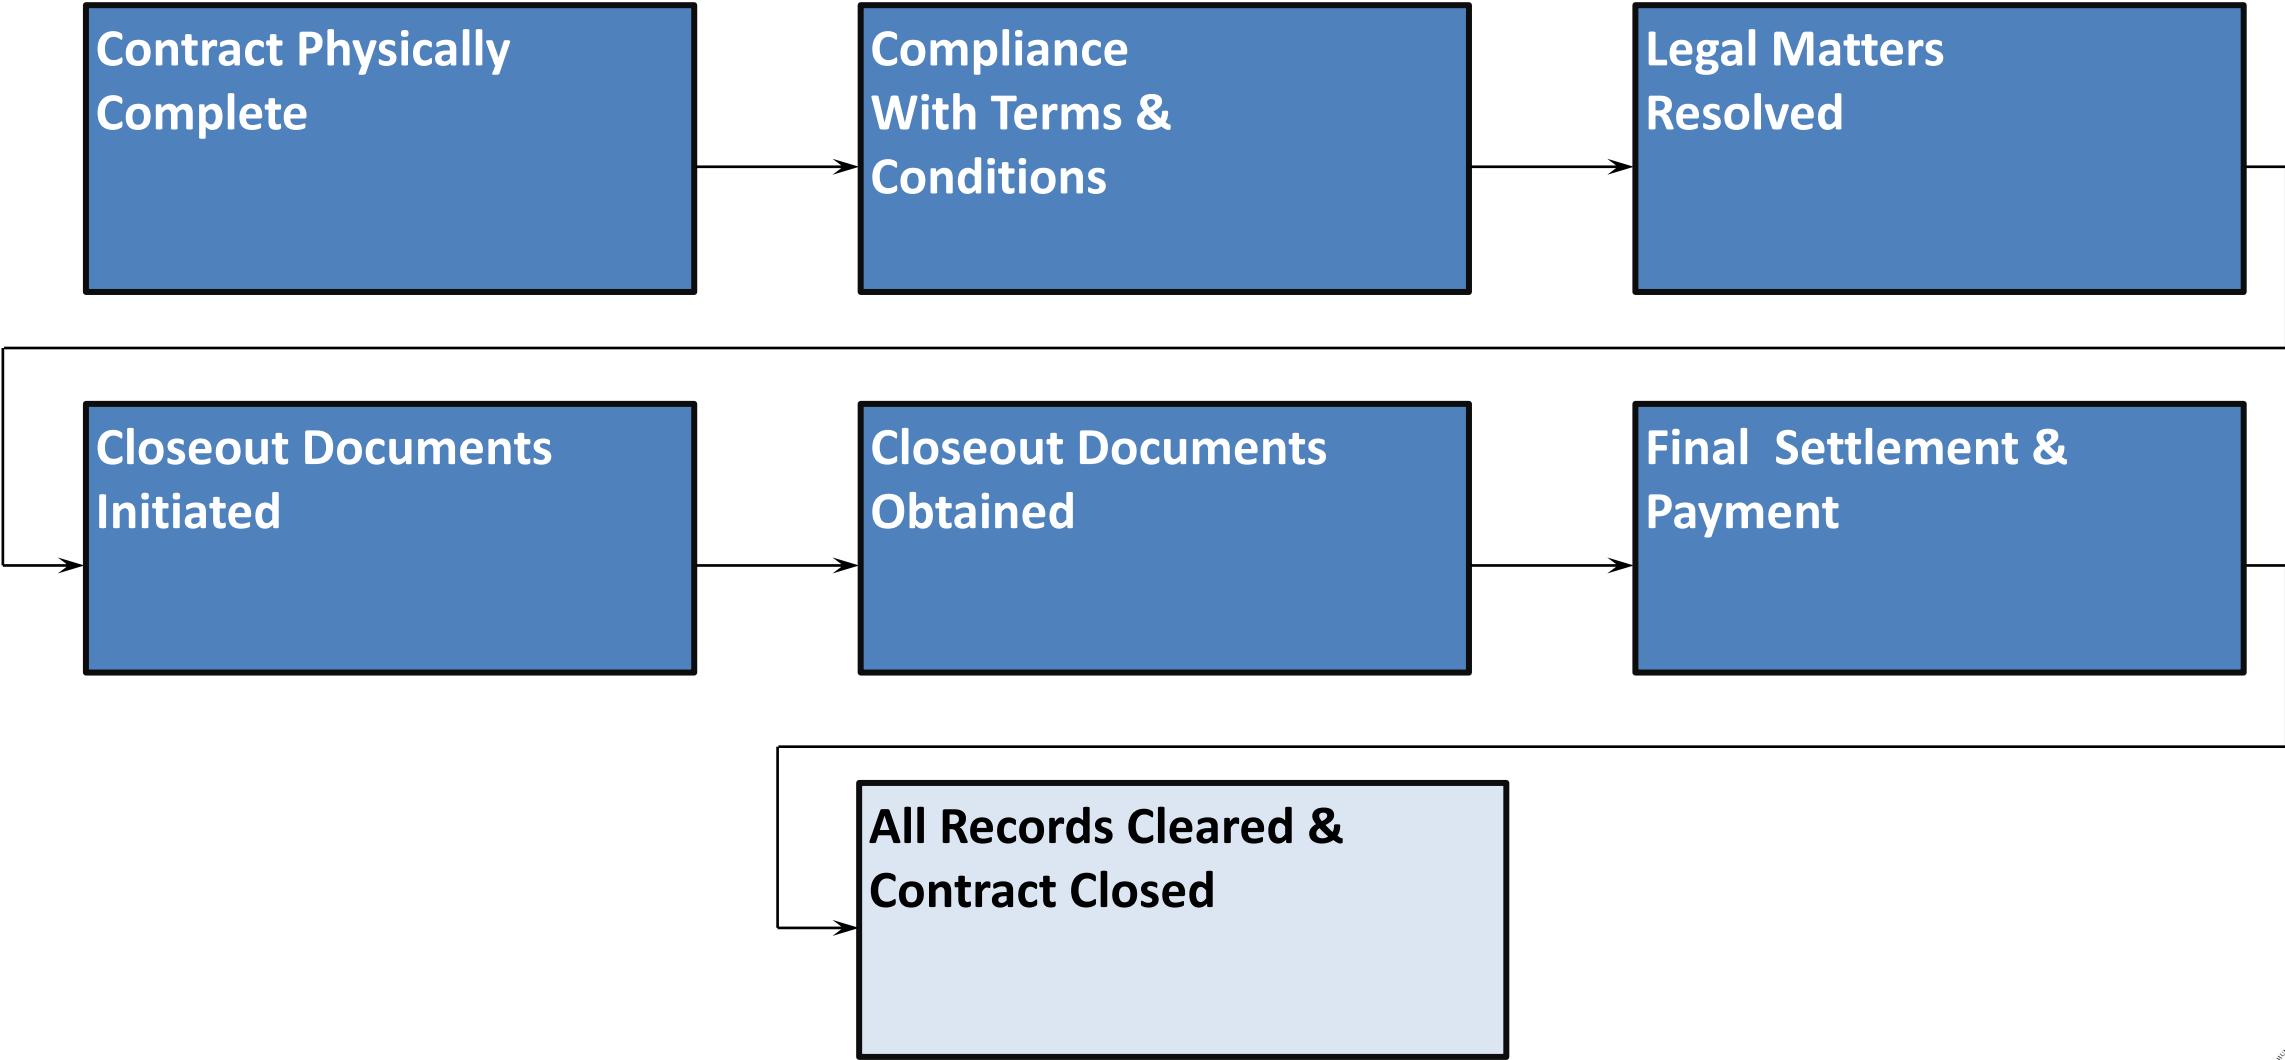 Contract Physically
Complete
Compliance
With Terms &
Conditions
Legal Matters
Resolved
Closeout Documents
Initiated
Closeout Documents
Obtained
Final  Settlement &
Payment
All Records Cleared &
Contract Closed